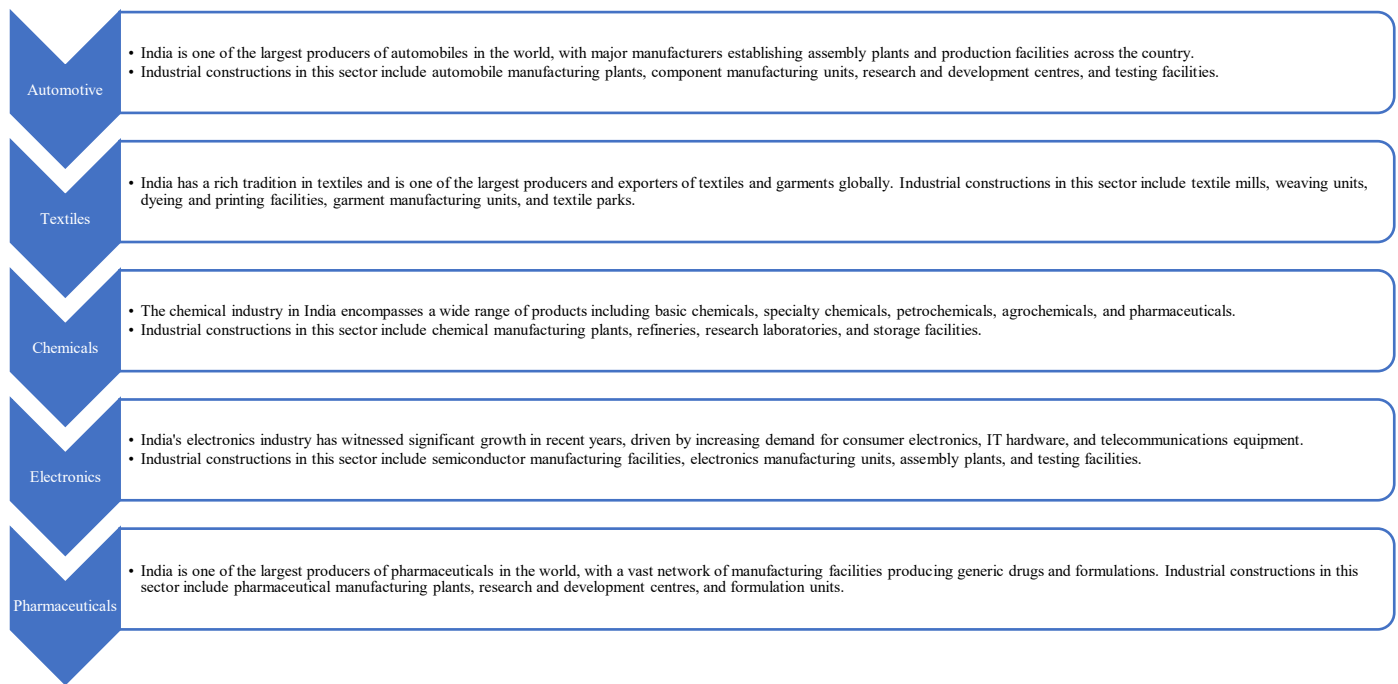 Automotive
• India is one of the largest producers of automobiles in the world, with major manufacturers establishing assembly plants and production facilities across the country.
• Industrial constructions in this sector include automobile manufacturing plants, component manufacturing units, research and development centres, and testing facilities.
Textiles
• India has a rich tradition in textiles and is one of the largest producers and exporters of textiles and garments globally. Industrial constructions in this sector include textile mills, weaving units,
dyeing and printing facilities, garment manufacturing units, and textile parks.
Chemicals
• The chemical industry in India encompasses a wide range of products including basic chemicals, specialty chemicals, petrochemicals, agrochemicals, and pharmaceuticals.
• Industrial constructions in this sector include chemical manufacturing plants, refineries, research laboratories, and storage facilities.
Electronics
• India's electronics industry has witnessed significant growth in recent years, driven by increasing demand for consumer electronics, IT hardware, and telecommunications equipment.
• Industrial constructions in this sector include semiconductor manufacturing facilities, electronics manufacturing units, assembly plants, and testing facilities.
Pharmaceuticals
• India is one of the largest producers of pharmaceuticals in the world, with a vast network of manufacturing facilities producing generic drugs and formulations. Industrial constructions in this
sector include pharmaceutical manufacturing plants, research and development centres, and formulation units.